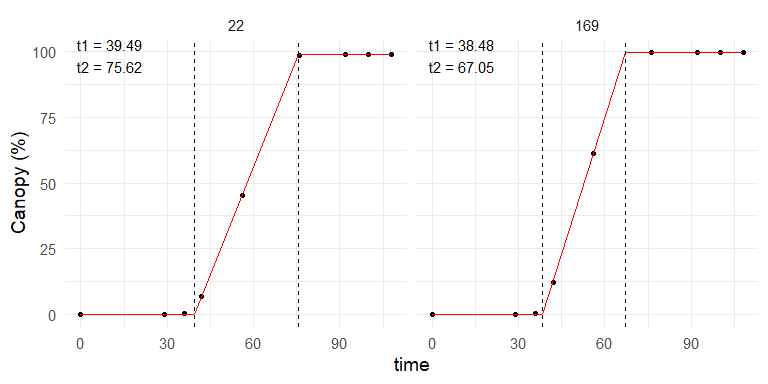 22
169
t1 = 39.49
t2 = 75.62
t1 = 38.48
t2 = 67.05
Canopy (%)
100
75
50
25
0
0 30 60 90
0 30 60 90
time